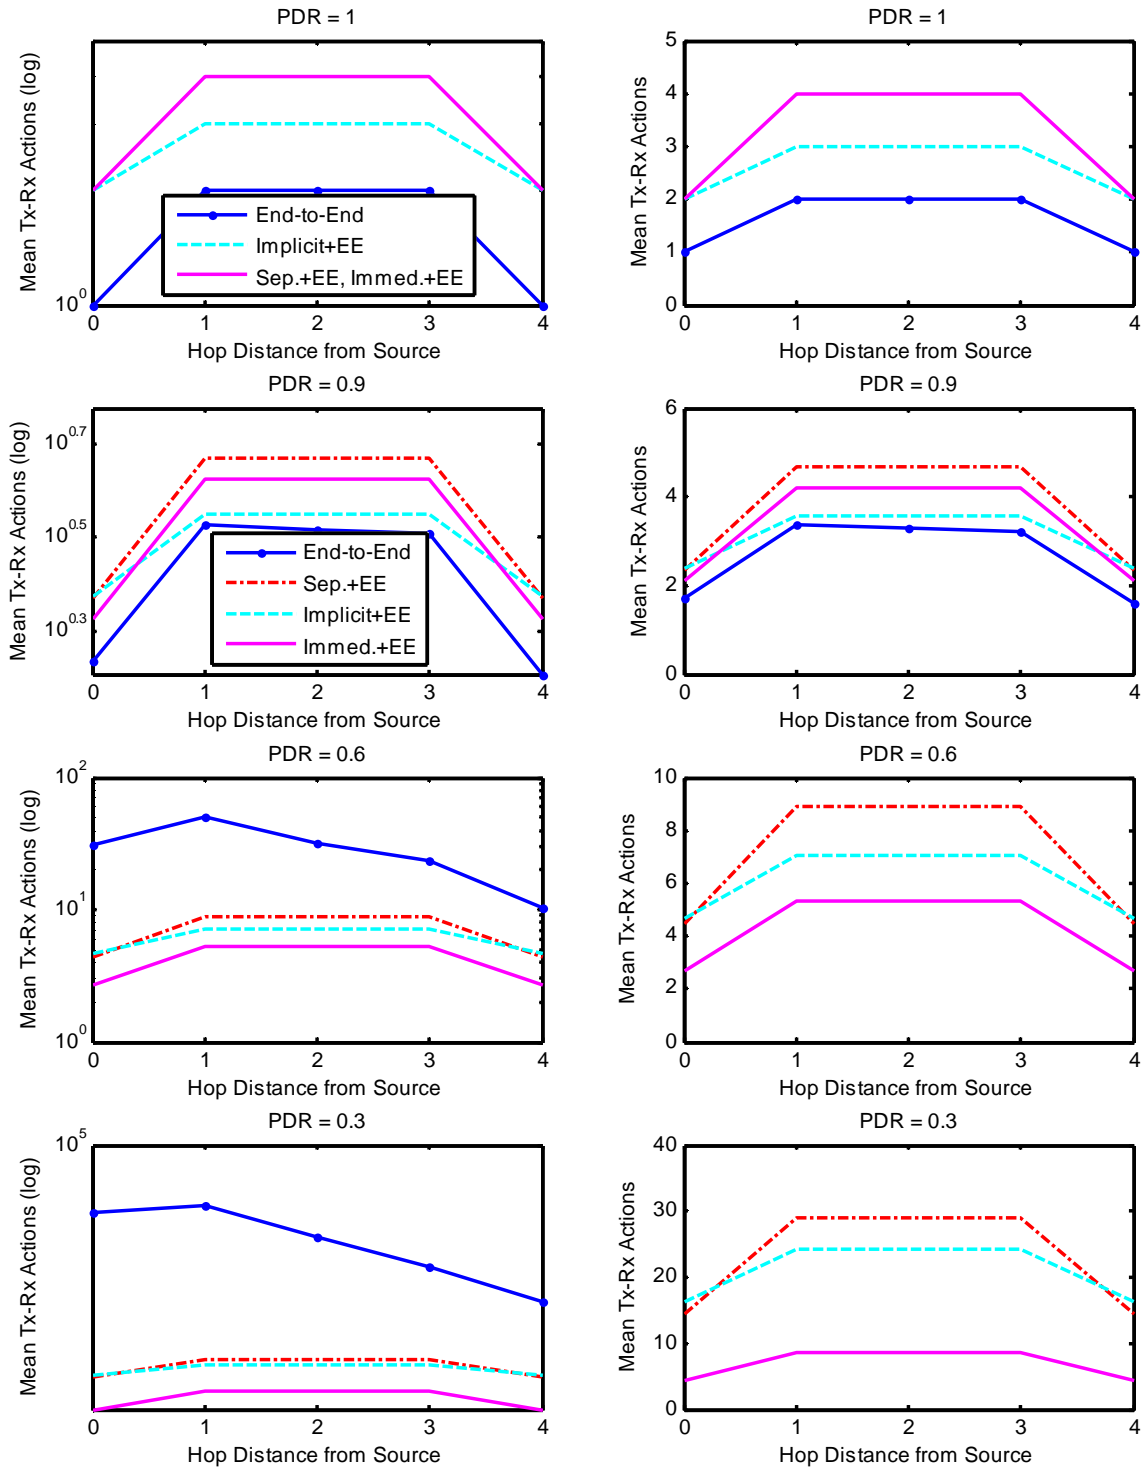 PDR = 1
Mean Tx-Rx Actions (log)
10^0
End-to-End
Implicit+EE
Sep.+EE, Immed.+EE
0 1 2 3 4
Hop Distance from Source
PDR = 1
Mean Tx-Rx Actions
5
4
3
2
1
0
0 1 2 3 4
Hop Distance from Source
PDR = 0.9
Mean Tx-Rx Actions (log)
10^0.7
10^0.5
10^0.3
End-to-End
Sep.+EE
Implicit+EE
Immed.+EE
0 1 2 3 4
Hop Distance from Source
PDR = 0.9
Mean Tx-Rx Actions
6
4
2
0
0 1 2 3 4
Hop Distance from Source
PDR = 0.6
Mean Tx-Rx Actions (log)
10^2
10^1
10^0
0 1 2 3 4
Hop Distance from Source
PDR = 0.6
Mean Tx-Rx Actions
10
8
6
4
2
0
0 1 2 3 4
Hop Distance from Source
PDR = 0.3
Mean Tx-Rx Actions (log)
10^5
0 1 2 3 4
Hop Distance from Source
PDR = 0.3
Mean Tx-Rx Actions
40
30
20
10
0
0 1 2 3 4
Hop Distance from Source